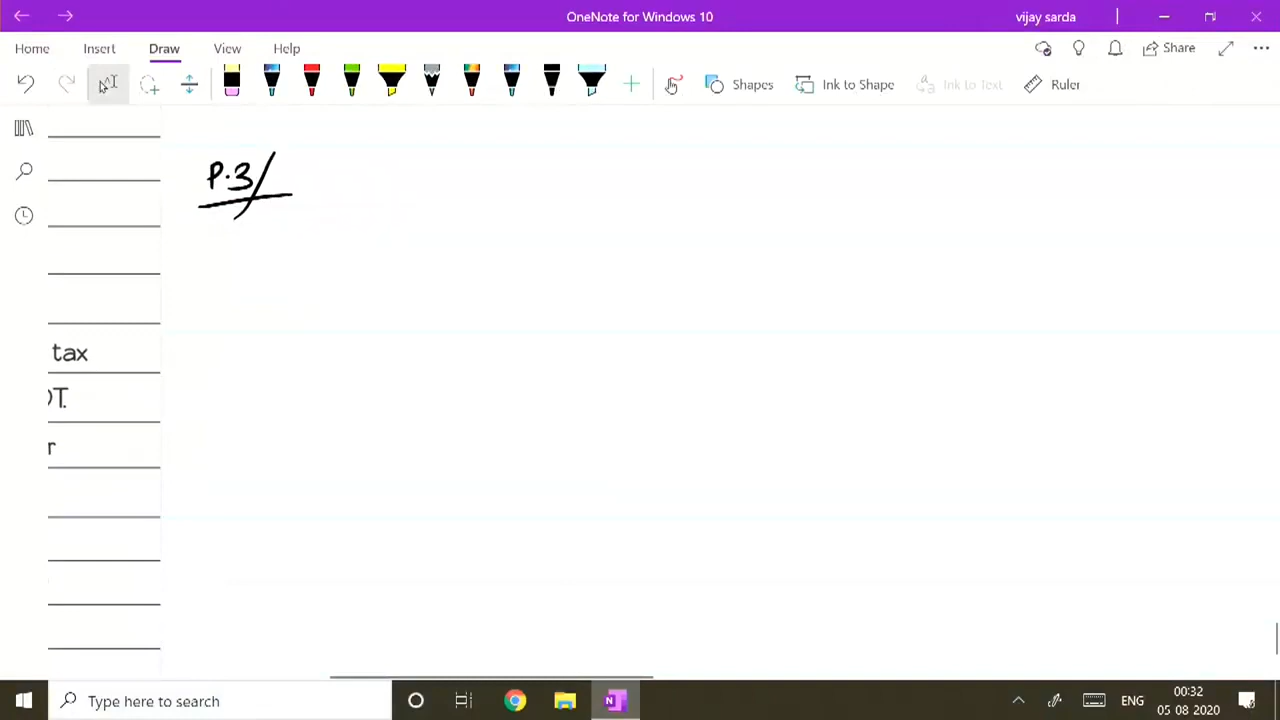 OneNote for Windows 10
vijay sarda
Home Insert Draw View Help
Share
Shapes Ink to Shape Ink to Text Ruler
P.3/
tax
DT.
r
Type here to search
ENG
00:32
05-08-2020